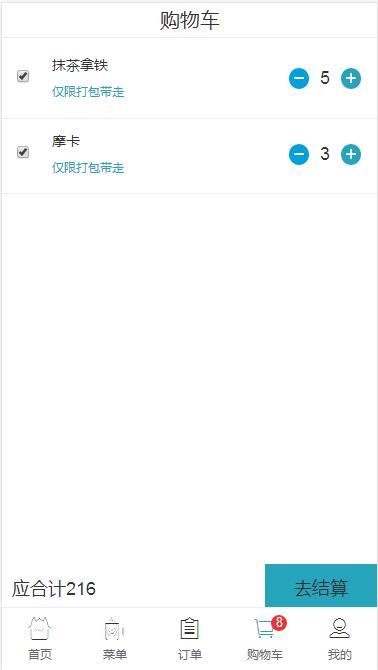 购物车
抹茶拿铁
仅限打包带走
5
摩卡
仅限打包带走
3
应合计216
去结算
8
首页
菜单
订单
购物车
我的